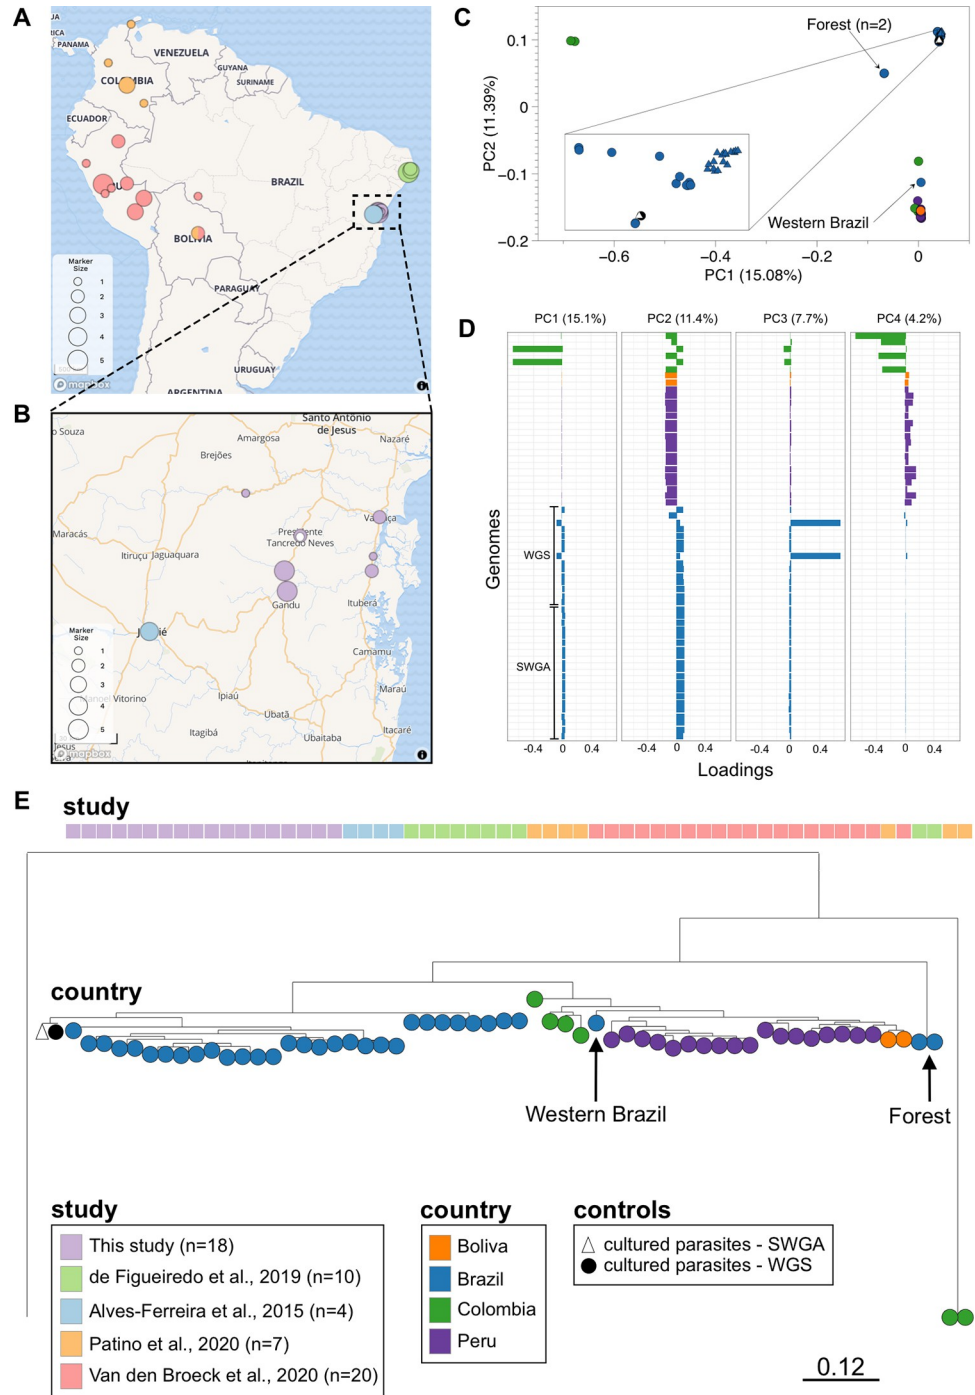 A
UA
RICA
PANAMA
VENEZUELA
GUYANA
SURINAME
COLOMBIA
ECUADOR
BRAZIL
BOLIVIA
PARAGUAY
URUGUAY
ARGENTINA
Marker
Size
1
2
3
4
5
mapbox
B
o Souza
Santo Antônio
de Jesus
Amargosa
Nazaré
Brejões
Maracás
Presidente
Tancredo Neves
Itiruçu
Jaguaquara
Gandu
Ituberá
Camamu
Marker
Size
1
2
3
4
5
Manoel Vitorino
Ipiaú
Maraú
Ubatã
Itagibá
Ubaitaba
Itacaré
Jesus
mapbox
C
PC2 (11.39%)
0.1
0
−0.1
−0.2
Forest (n=2)
Western Brazil
−0.6
−0.4
−0.2
0
PC1 (15.08%)
D
PC1 (15.1%)
PC2 (11.4%)
PC3 (7.7%)
PC4 (4.2%)
Genomes
WGS
SWGA
-0.4 0 0.4
-0.4 0 0.4
-0.4 0 0.4
-0.4 0 0.4
Loadings
E
study
country
Western Brazil
Forest
study
This study (n=18)
de Figueiredo et al., 2019 (n=10)
Alves-Ferreira et al., 2015 (n=4)
Patino et al., 2020 (n=7)
Van den Broeck et al., 2020 (n=20)
country
Boliva
Brazil
Colombia
Peru
controls
cultured parasites - SWGA
cultured parasites - WGS
0.12